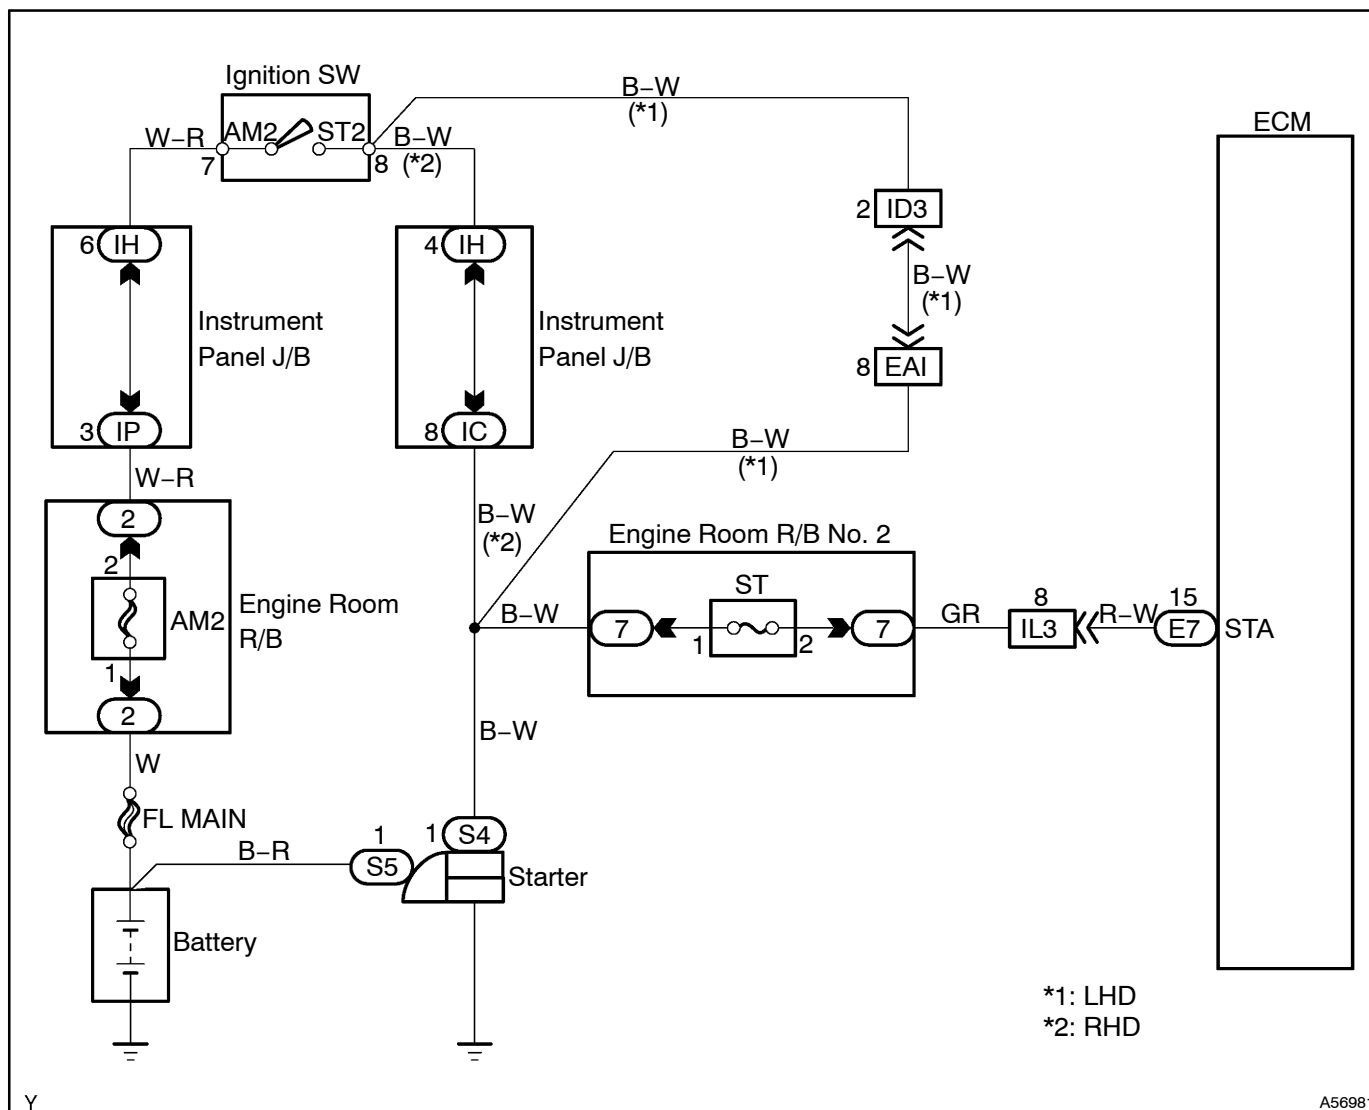 Ignition SW
B–W
(*1)
ECM
W–R
AM2
ST2
B–W
(*2)
7
8
2
ID3
6
IH
4
IH
B–W
(*1)
Instrument
Panel J/B
Instrument
Panel J/B
8
EAI
3
IP
8
IC
B–W
(*1)
W–R
2
B–W
(*2)
Engine Room R/B No. 2
2
ST
8
15
AM2
Engine Room
R/B
B–W
7
1
2
7
GR
IL3
R–W
E7
STA
1
2
B–W
W
FL MAIN
1
1
S4
B–R
S5
Starter
Battery
*1: LHD
*2: RHD
Y